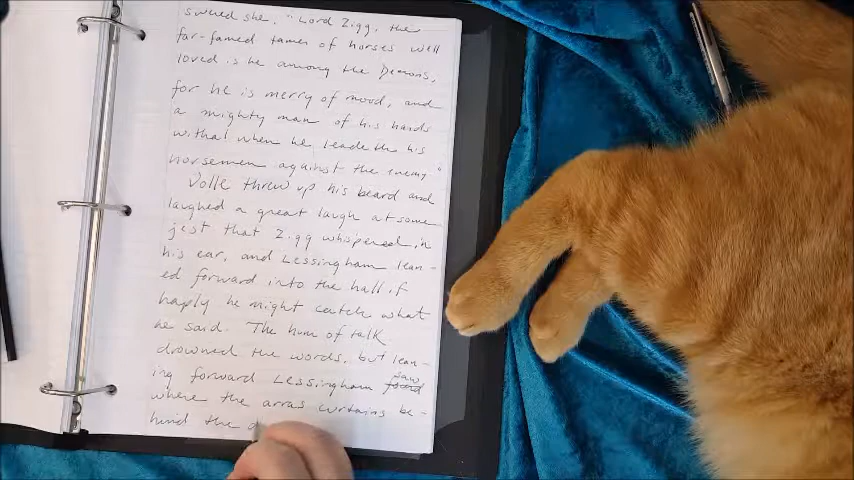 swered she, "Lord Zigg, the
far-famed tamer of horses. Well
loved is he among the Demons,
for he is merry of mood, and
a mighty man of his hands
withal when he leadeth his
horsemen against the enemy."
Volle threw up his beard and
laughed a great laugh at some
jest that Zigg whispered in
his ear, and Lessingham lean-
ed forward into the hall if
haply he might catch what
he said. The hum of talk
drowned the words, but lean-
ing forward Lessingham saw
where the arras curtains be-
hind the